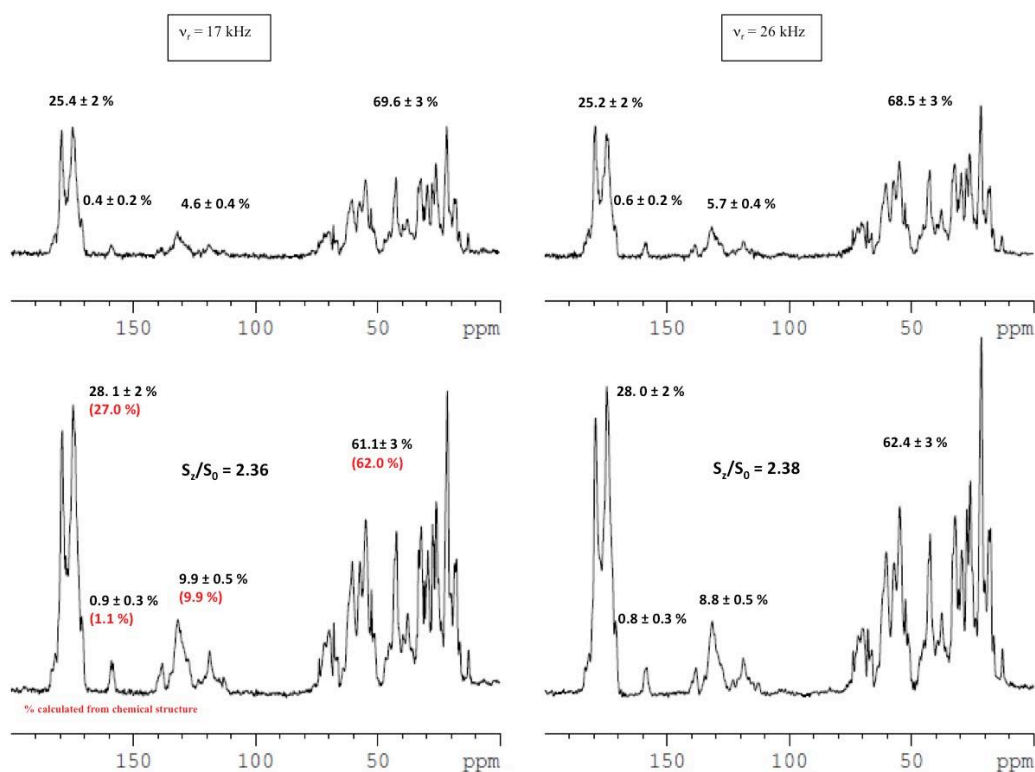 νr = 17 kHz
νr = 26 kHz
25.4 ± 2 %
69.6 ± 3 %
0.4 ± 0.2 %
4.6 ± 0.4 %
150 100 50 ppm
25.2 ± 2 %
68.5 ± 3 %
0.6 ± 0.2 %
5.7 ± 0.4 %
150 100 50 ppm
28. 1 ± 2 %
(27.0 %)
61.1± 3 %
(62.0 %)
Sz/S0 = 2.36
0.9 ± 0.3 %
(1.1 %)
9.9 ± 0.5 %
(9.9 %)
% calculated from chemical structure
150 100 50 ppm
28. 0 ± 2 %
62.4 ± 3 %
Sz/S0 = 2.38
0.8 ± 0.3 %
8.8 ± 0.5 %
150 100 50 ppm